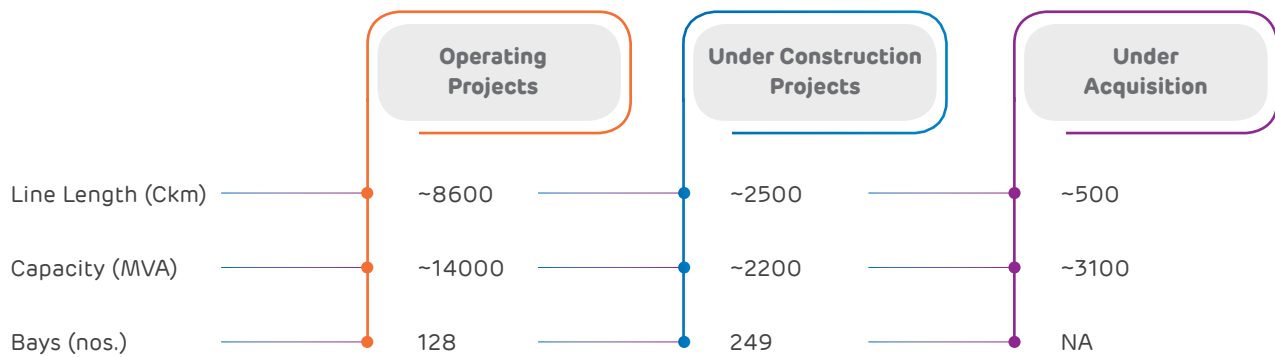 Operating
Projects
Under Construction
Projects
Under
Acquisition
Line Length (Ckm) ~8600 ~2500 ~500
Capacity (MVA) ~14000 ~2200 ~3100
Bays (nos.) 128 249 NA